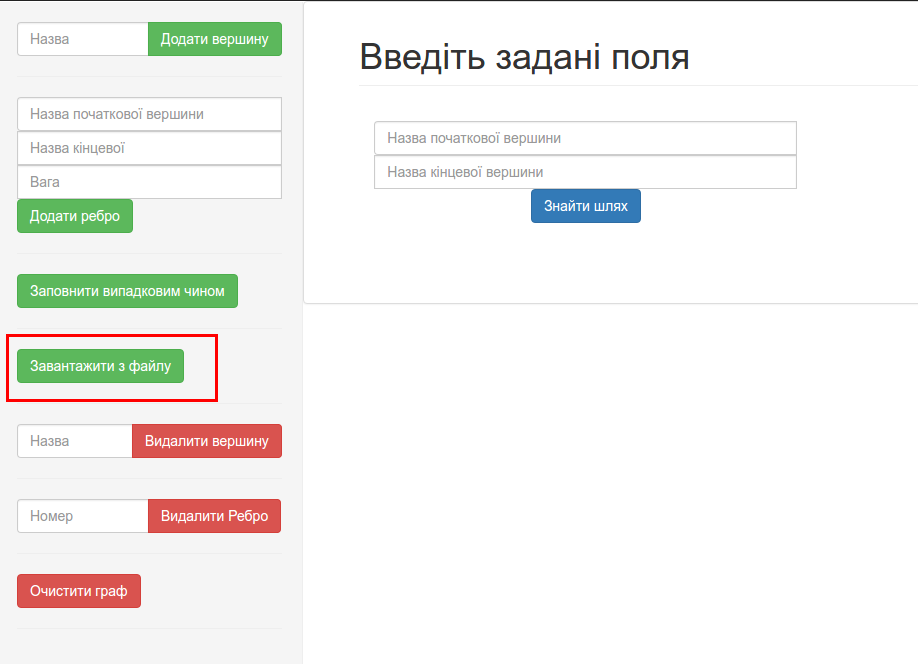 Назва Додати вершину
Назва початкової вершини
Назва кінцевої
Вага
Додати ребро
Заповнити випадковим чином
Завантажити з файлу
Назва Видалити вершину
Номер Видалити Ребро
Очистити граф
Введіть задані поля
Назва початкової вершини
Назва кінцевої вершини
Знайти шлях